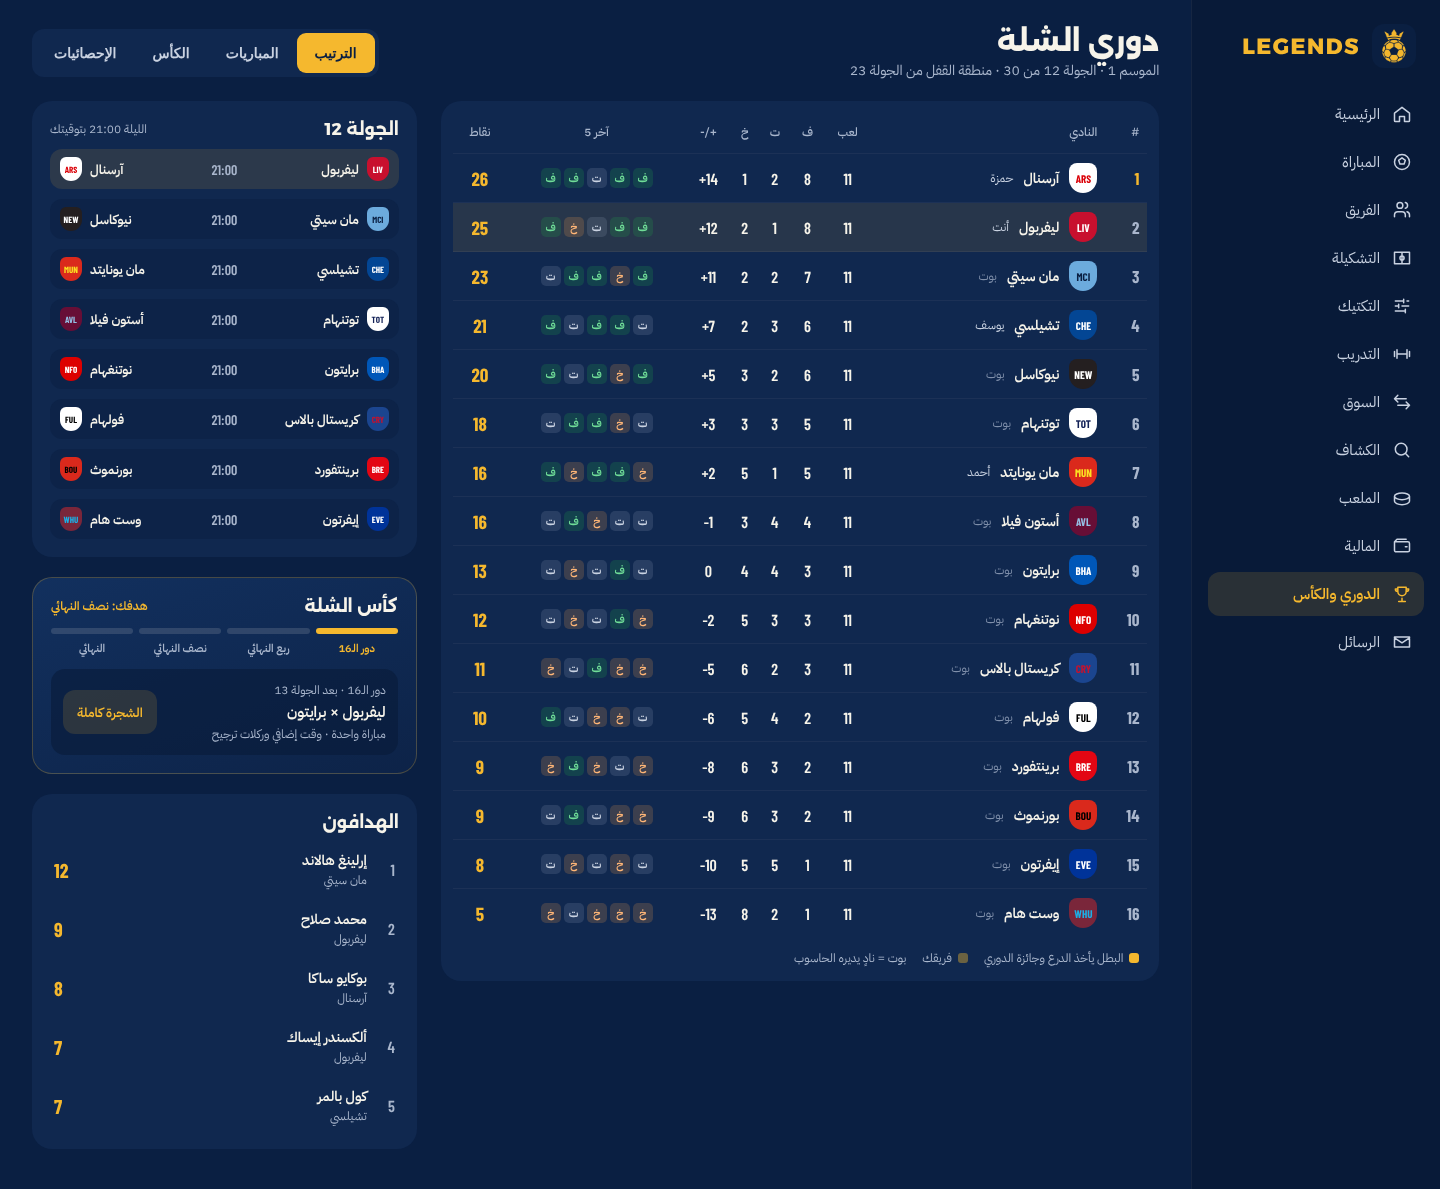 LEGENDS
الرئيسية
المباراة
الفريق
التشكيلة
التكتيك
التدريب
السوق
الكشاف
الملعب
المالية
الدوري والكأس
الرسائل
دوري الشلة
الموسم 1 · الجولة 12 من 30 · منطقة القفل من الجولة 23
الترتيب المباريات الكأس الإحصائيات
# النادي لعب ف ت خ +/- آخر 5 نقاط
1 ARS آرسنال حمزة 11 8 2 1 +14 ف ف ت ف ف 26
2 LIV ليفربول أنت 11 8 1 2 +12 ف ف ت خ ف 25
3 MCI مان سيتي بوت 11 7 2 2 +11 ف خ ف ف ت 23
4 CHE تشيلسي يوسف 11 6 3 2 +7 ت ف ف ت ف 21
5 NEW نيوكاسل بوت 11 6 2 3 +5 ف خ ف ت ف 20
6 TOT توتنهام بوت 11 5 3 3 +3 ت خ ف ف ت 18
7 MUN مان يونايتد أحمد 11 5 1 5 +2 خ ف ف خ ف 16
8 AVL أستون فيلا بوت 11 4 4 3 -1 ت ت خ ف ت 16
9 BHA برايتون بوت 11 3 4 4 0 ت ف ت خ ت 13
10 NFO نوتنغهام بوت 11 3 3 5 -2 خ ف ت خ ت 12
11 CRY كريستال بالاس بوت 11 3 2 6 -5 خ خ ف ت خ 11
12 FUL فولهام بوت 11 2 4 5 -6 ت خ خ ت ف 10
13 BRE برينتفورد بوت 11 2 3 6 -8 خ ت خ ف خ 9
14 BOU بورنموث بوت 11 2 3 6 -9 خ خ ت ف ت 9
15 EVE إيفرتون بوت 11 1 5 5 -10 ت خ ت خ ت 8
16 WHU وست هام بوت 11 1 2 8 -13 خ خ خ ت خ 5
البطل يأخذ الدرع وجائزة الدوري فريقك بوت = نادٍ يديره الحاسوب
الجولة 12 الليلة 21:00 بتوقيتك
LIV ليفربول 21:00 آرسنال ARS
MCI مان سيتي 21:00 نيوكاسل NEW
CHE تشيلسي 21:00 مان يونايتد MUN
TOT توتنهام 21:00 أستون فيلا AVL
BHA برايتون 21:00 نوتنغهام NFO
CRY كريستال بالاس 21:00 فولهام FUL
BRE برينتفورد 21:00 بورنموث BOU
EVE إيفرتون 21:00 وست هام WHU
كأس الشلة هدفك: نصف النهائي
دور الـ16 ربع النهائي نصف النهائي النهائي
دور الـ16 · بعد الجولة 13
ليفربول × برايتون
مباراة واحدة · وقت إضافي وركلات ترجيح
الشجرة كاملة
الهدافون
1 إرلينغ هالاند 12
مان سيتي
2 محمد صلاح 9
ليفربول
3 بوكايو ساكا 8
آرسنال
4 ألكسندر إيساك 7
ليفربول
5 كول بالمر 7
تشيلسي